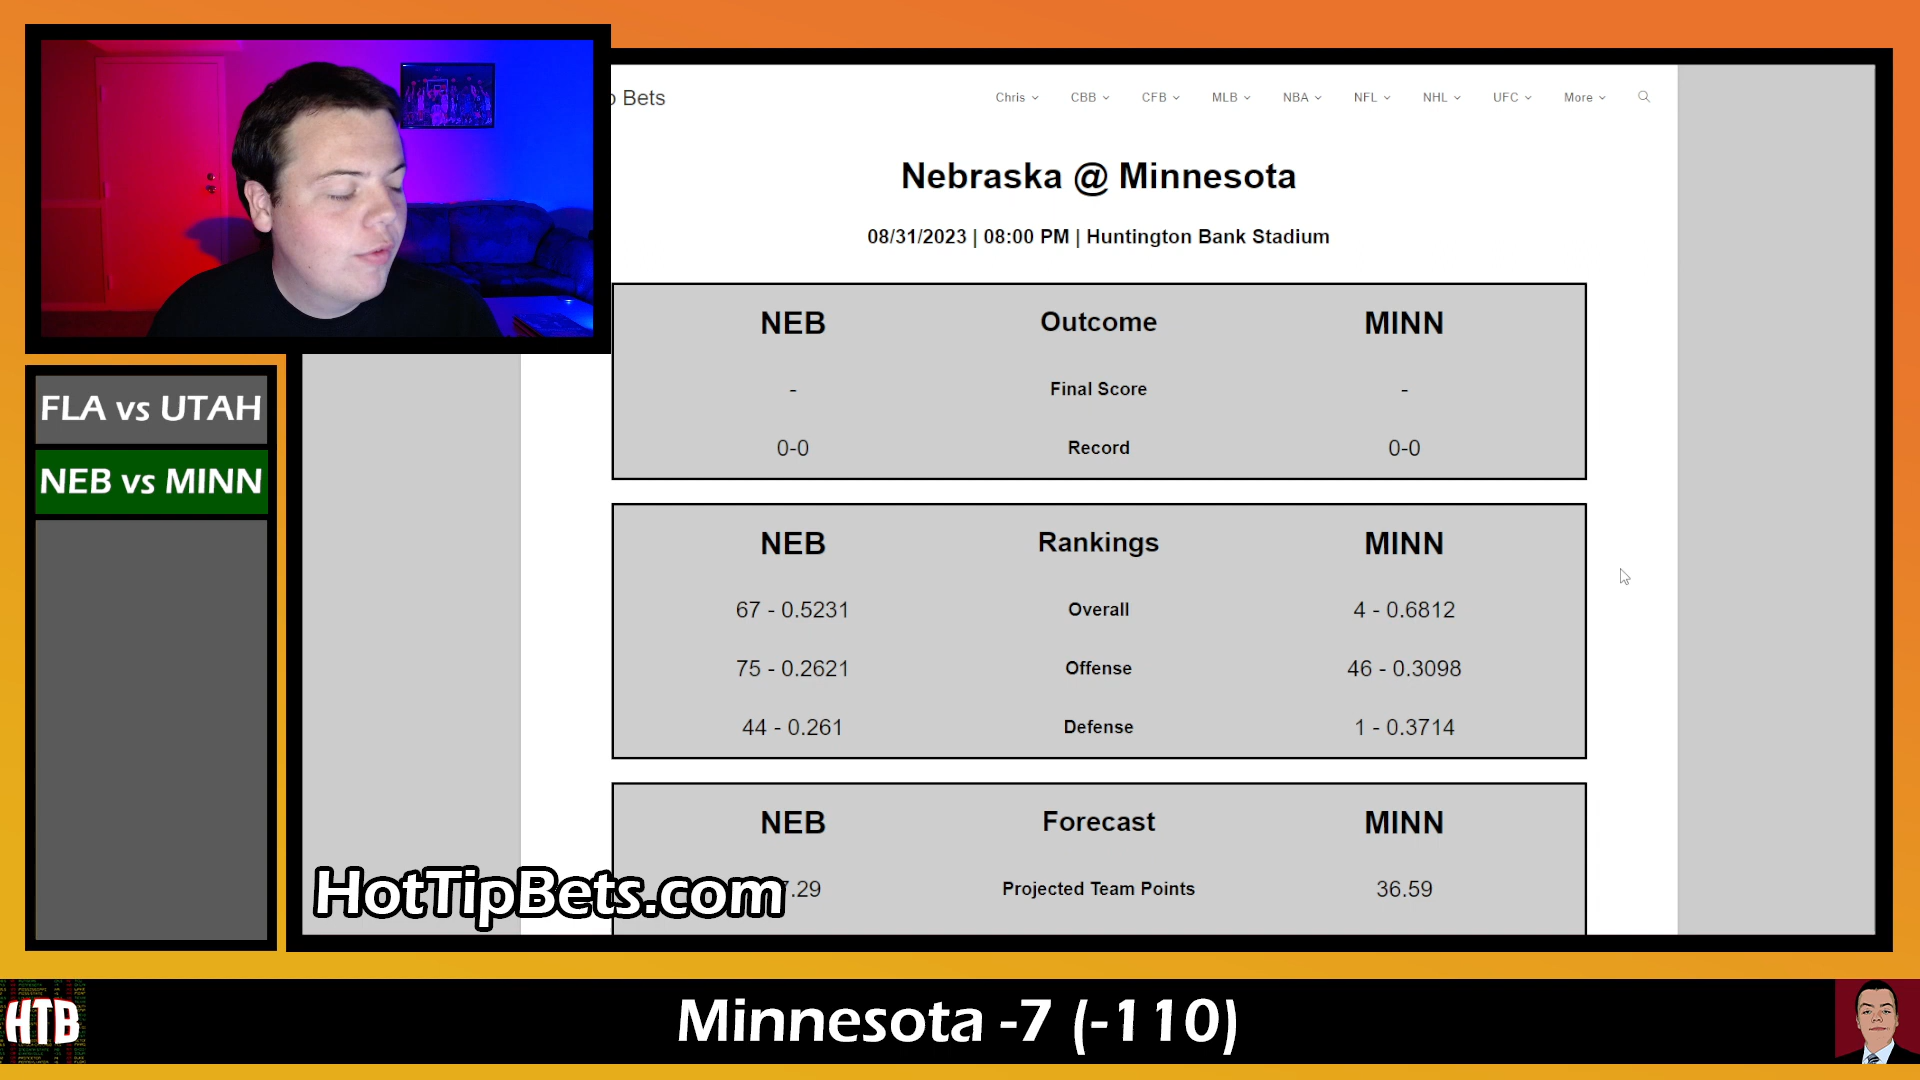 Bets
Chris
CBB
CFB
MLB
NBA
NFL
NHL
UFC
More
Nebraska @ Minnesota
08/31/2023 | 08:00 PM | Huntington Bank Stadium
NEB Outcome MINN
- Final Score -
0-0 Record 0-0
NEB Rankings MINN
67 - 0.5231 Overall 4 - 0.6812
75 - 0.2621 Offense 46 - 0.3098
44 - 0.261 Defense 1 - 0.3714
NEB Forecast MINN
.29 Projected Team Points 36.59
FLA vs UTAH
NEB vs MINN
HotTipBets.com
HTB
Minnesota -7 (-110)